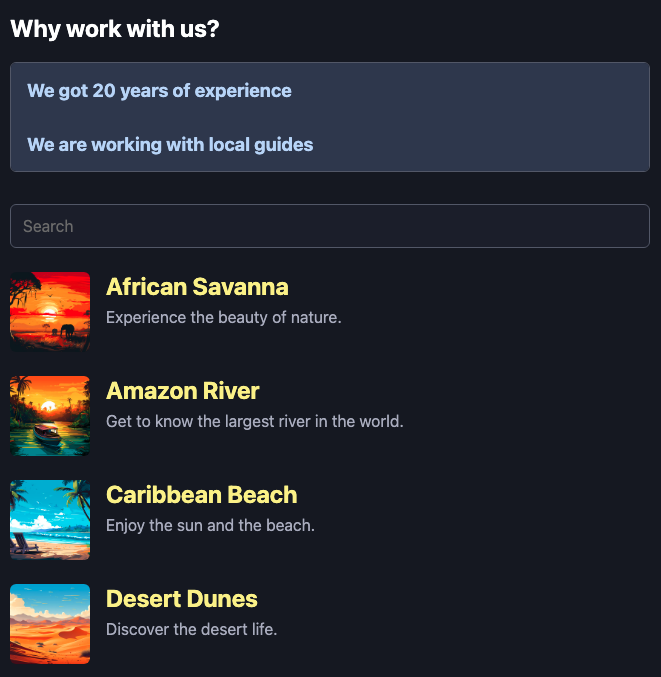 Why work with us?
We got 20 years of experience
We are working with local guides
Search
African Savanna
Experience the beauty of nature.
Amazon River
Get to know the largest river in the world.
Caribbean Beach
Enjoy the sun and the beach.
Desert Dunes
Discover the desert life.